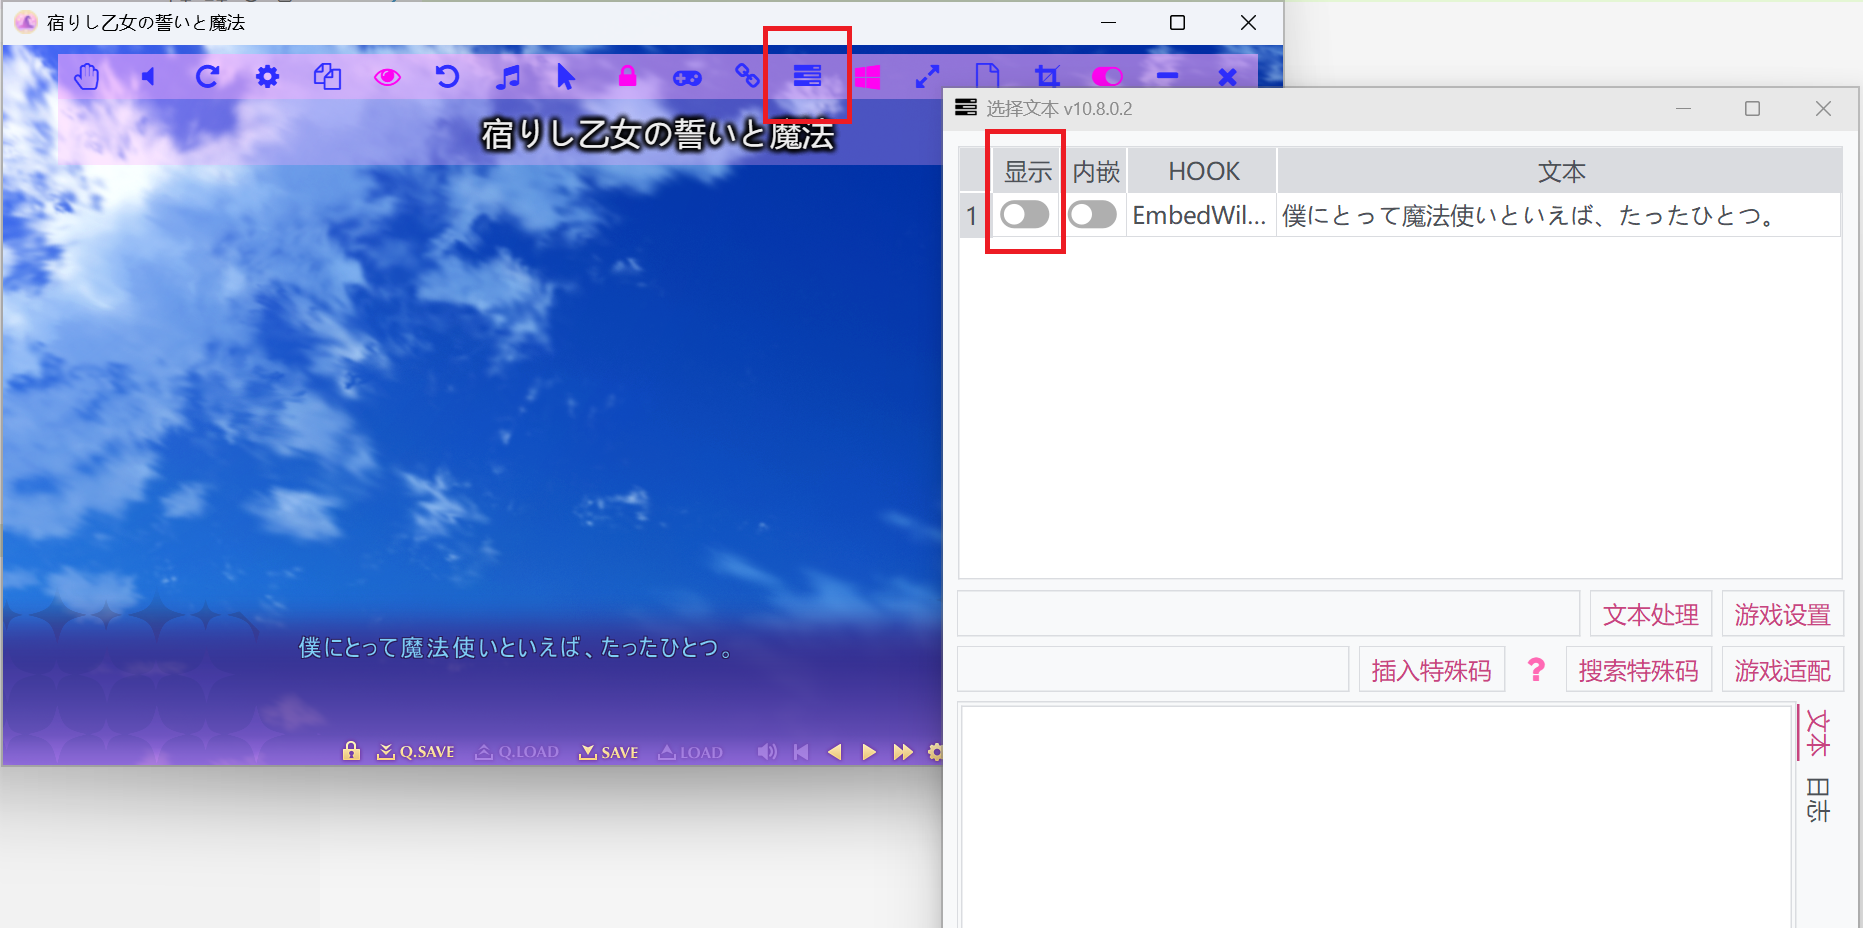 宿りし乙女の誓いと魔法
宿りし乙女の誓いと魔法
僕にとって魔法使いといえば、たったひとつ。
Q.SAVE Q.LOAD SAVE LOAD
选择文本 v10.8.0.2
显示 内嵌 HOOK 文本
1 EmbedWil... 僕にとって魔法使いといえば、たったひとつ。
文本处理 游戏设置
插入特殊码 ? 搜索特殊码 游戏适配
文本
日志